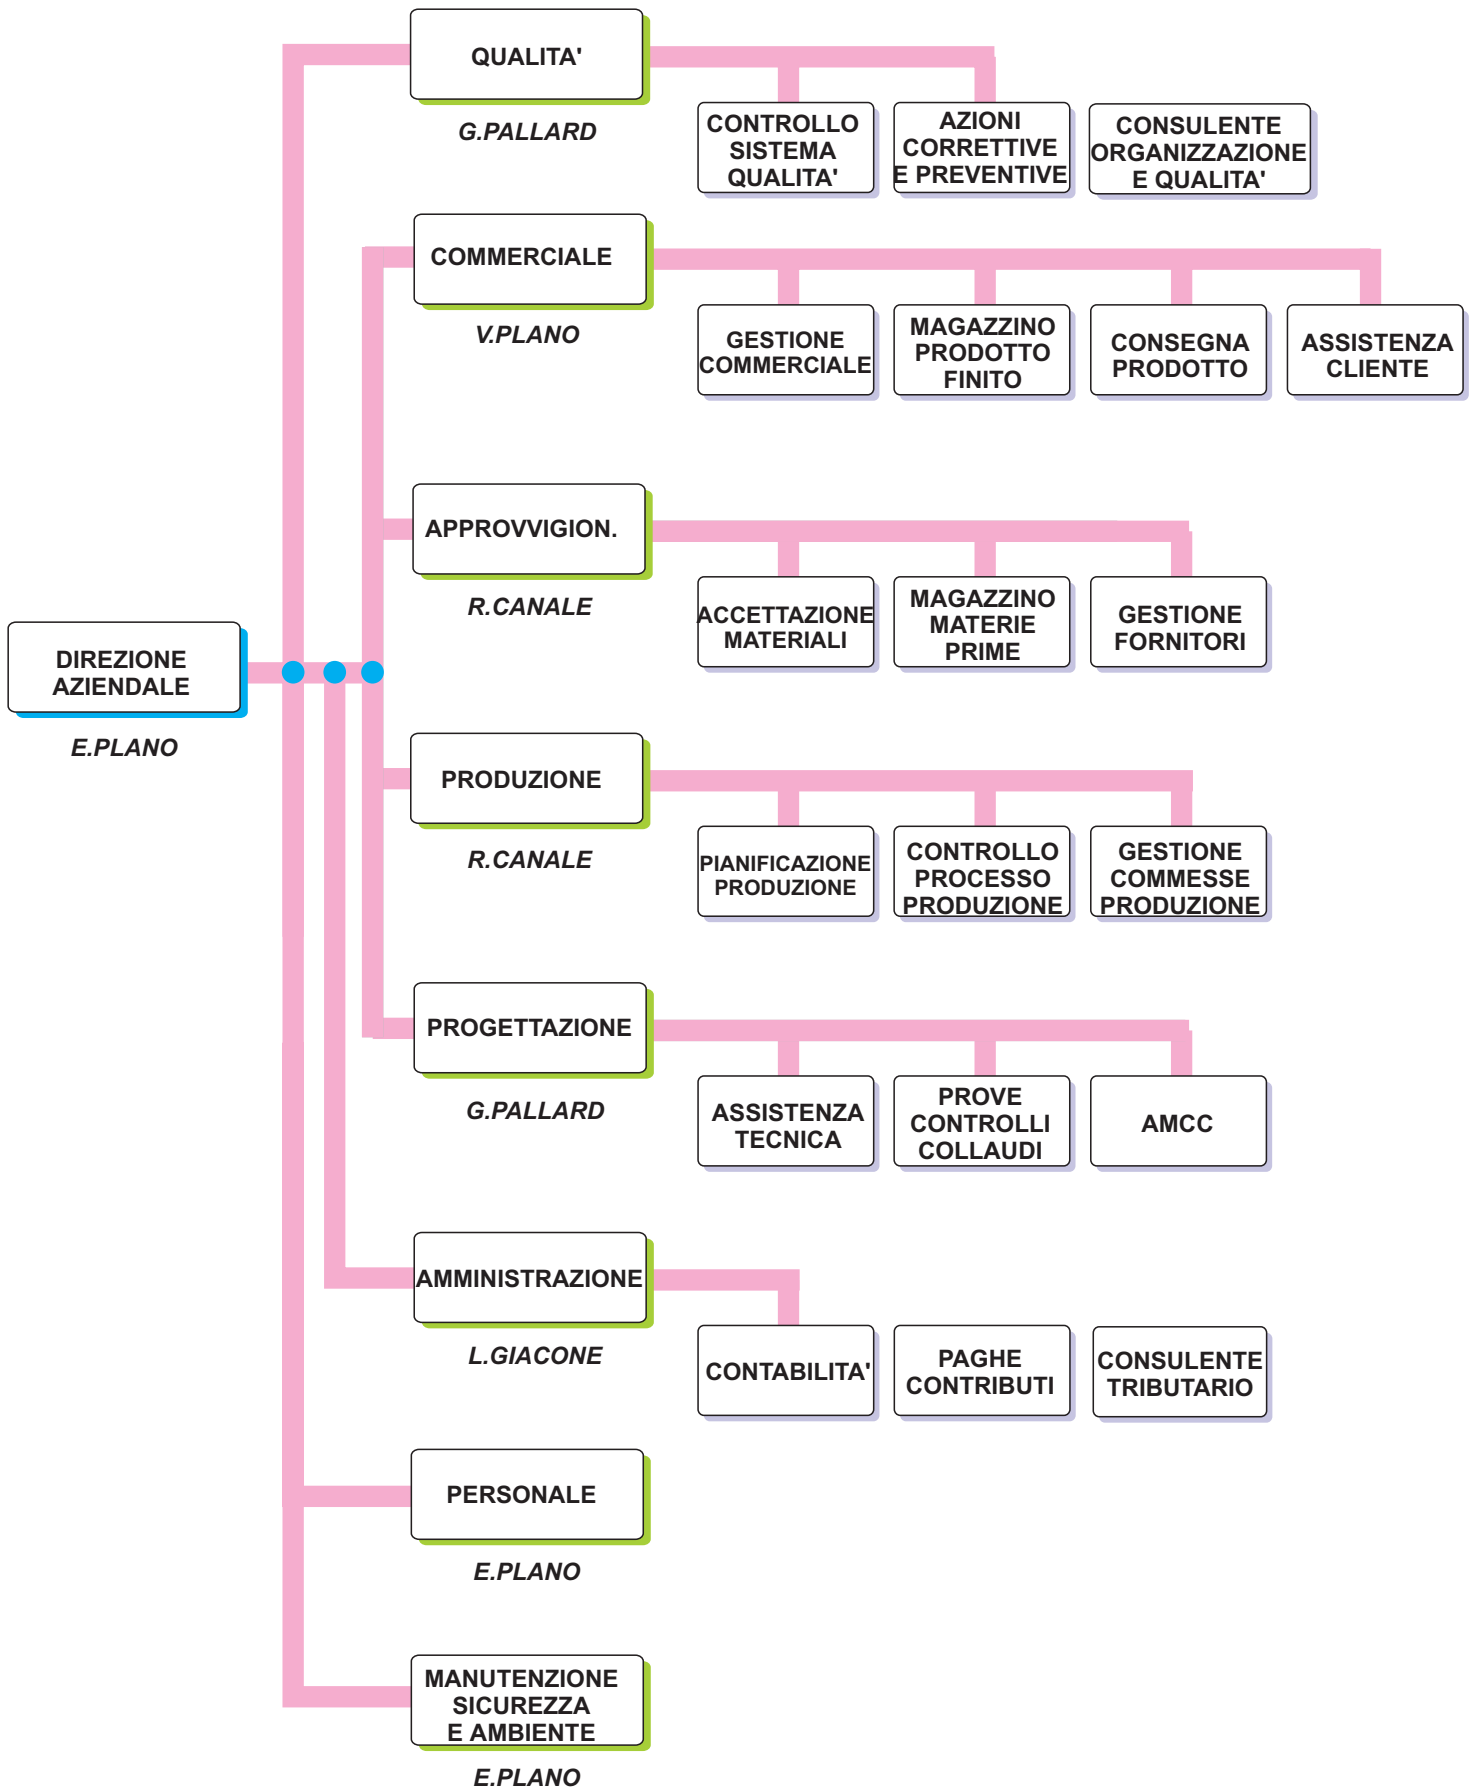 QUALITA'
G.PALLARD
CONTROLLO
SISTEMA
QUALITA'
AZIONI
CORRETTIVE
E PREVENTIVE
CONSULENTE
ORGANIZZAZIONE
E QUALITA'
COMMERCIALE
V.PLANO
GESTIONE
COMMERCIALE
MAGAZZINO
PRODOTTO
FINITO
CONSEGNA
PRODOTTO
ASSISTENZA
CLIENTE
APPROVVIGION.
R.CANALE
ACCETTAZIONE
MATERIALI
MAGAZZINO
MATERIE
PRIME
GESTIONE
FORNITORI
DIREZIONE
AZIENDALE
E.PLANO
PRODUZIONE
R.CANALE
PIANIFICAZIONE
PRODUZIONE
CONTROLLO
PROCESSO
PRODUZIONE
GESTIONE
COMMESSE
PRODUZIONE
PROGETTAZIONE
G.PALLARD
ASSISTENZA
TECNICA
PROVE
CONTROLLI
COLLAUDI
AMCC
AMMINISTRAZIONE
L.GIACONE
CONTABILITA'
PAGHE
CONTRIBUTI
CONSULENTE
TRIBUTARIO
PERSONALE
E.PLANO
MANUTENZIONE
SICUREZZA
E AMBIENTE
E.PLANO